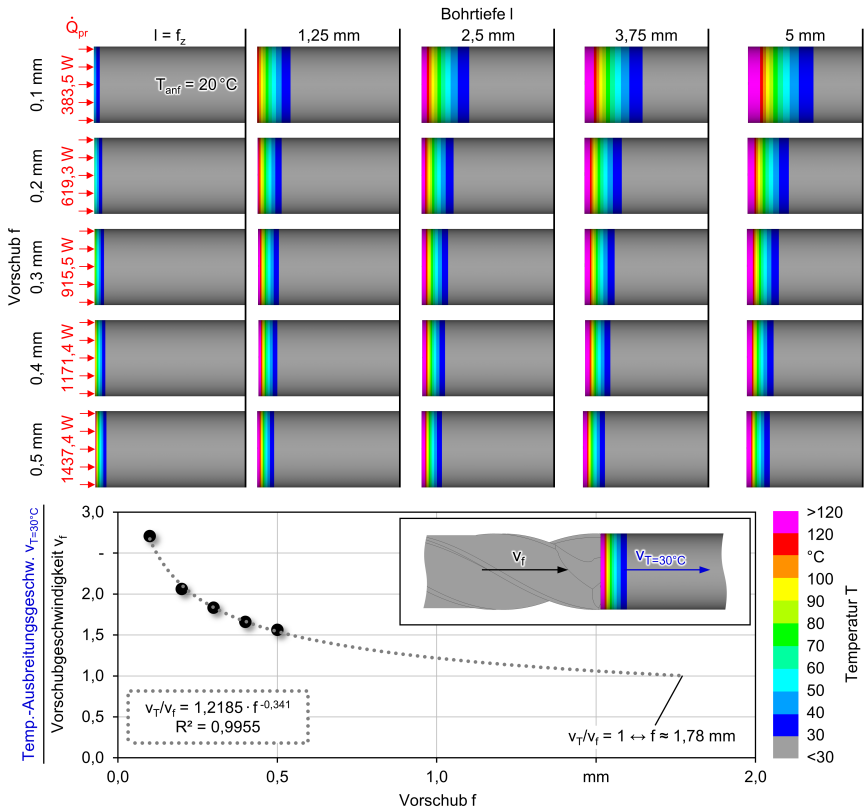 Bohrtiefe l
Q̇pr
l = fz
1,25 mm
2,5 mm
3,75 mm
5 mm
Vorschub f
0,1 mm
383,5 W
Tanf = 20 °C
0,2 mm
619,3 W
0,3 mm
915,5 W
0,4 mm
1171,4 W
0,5 mm
1437,4 W
Temp.-Ausbreitungsgeschw. vT=30°C
Vorschubgeschwindigkeit vf
3,0
-
2,0
1,5
1,0
0,5
0,0
vf
vT=30°C
vT/vf = 1,2185 · f^-0,341
R² = 0,9955
vT/vf = 1 ↔ f ≈ 1,78 mm
0,0
0,5
1,0
mm
2,0
Vorschub f
>120
120
°C
100
90
80
70
60
50
40
30
<30
Temperatur T